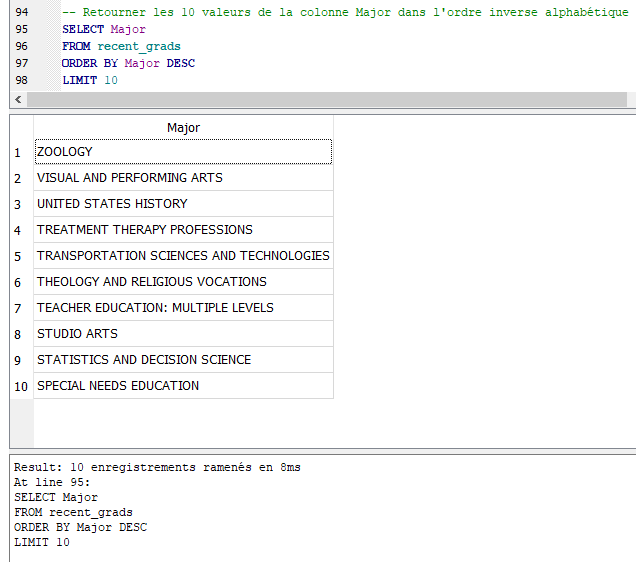 94 -- Retourner les 10 valeurs de la colonne Major dans l'ordre inverse alphabétique
95 SELECT Major
96 FROM recent_grads
97 ORDER BY Major DESC
98 LIMIT 10
Major
1 ZOOLOGY
2 VISUAL AND PERFORMING ARTS
3 UNITED STATES HISTORY
4 TREATMENT THERAPY PROFESSIONS
5 TRANSPORTATION SCIENCES AND TECHNOLOGIES
6 THEOLOGY AND RELIGIOUS VOCATIONS
7 TEACHER EDUCATION: MULTIPLE LEVELS
8 STUDIO ARTS
9 STATISTICS AND DECISION SCIENCE
10 SPECIAL NEEDS EDUCATION
Result: 10 enregistrements ramenés en 8ms
At line 95:
SELECT Major
FROM recent_grads
ORDER BY Major DESC
LIMIT 10